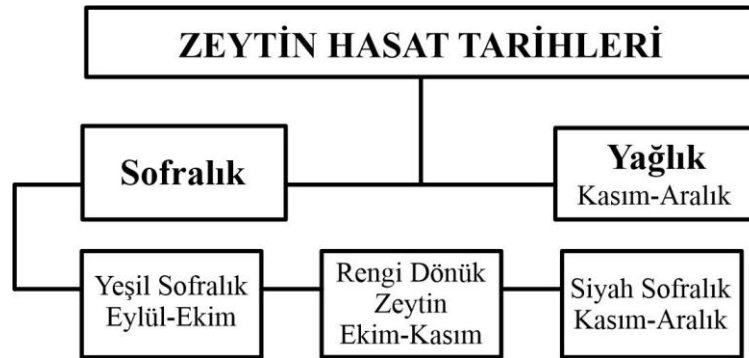 ZEYTİN HASAT TARİHLERİ
Sofralık
Yağlık
Kasım-Aralık
Yeşil Sofralık
Eylül-Ekim
Rengi Dönük
Zeytin
Ekim-Kasım
Siyah Sofralık
Kasım-Aralık